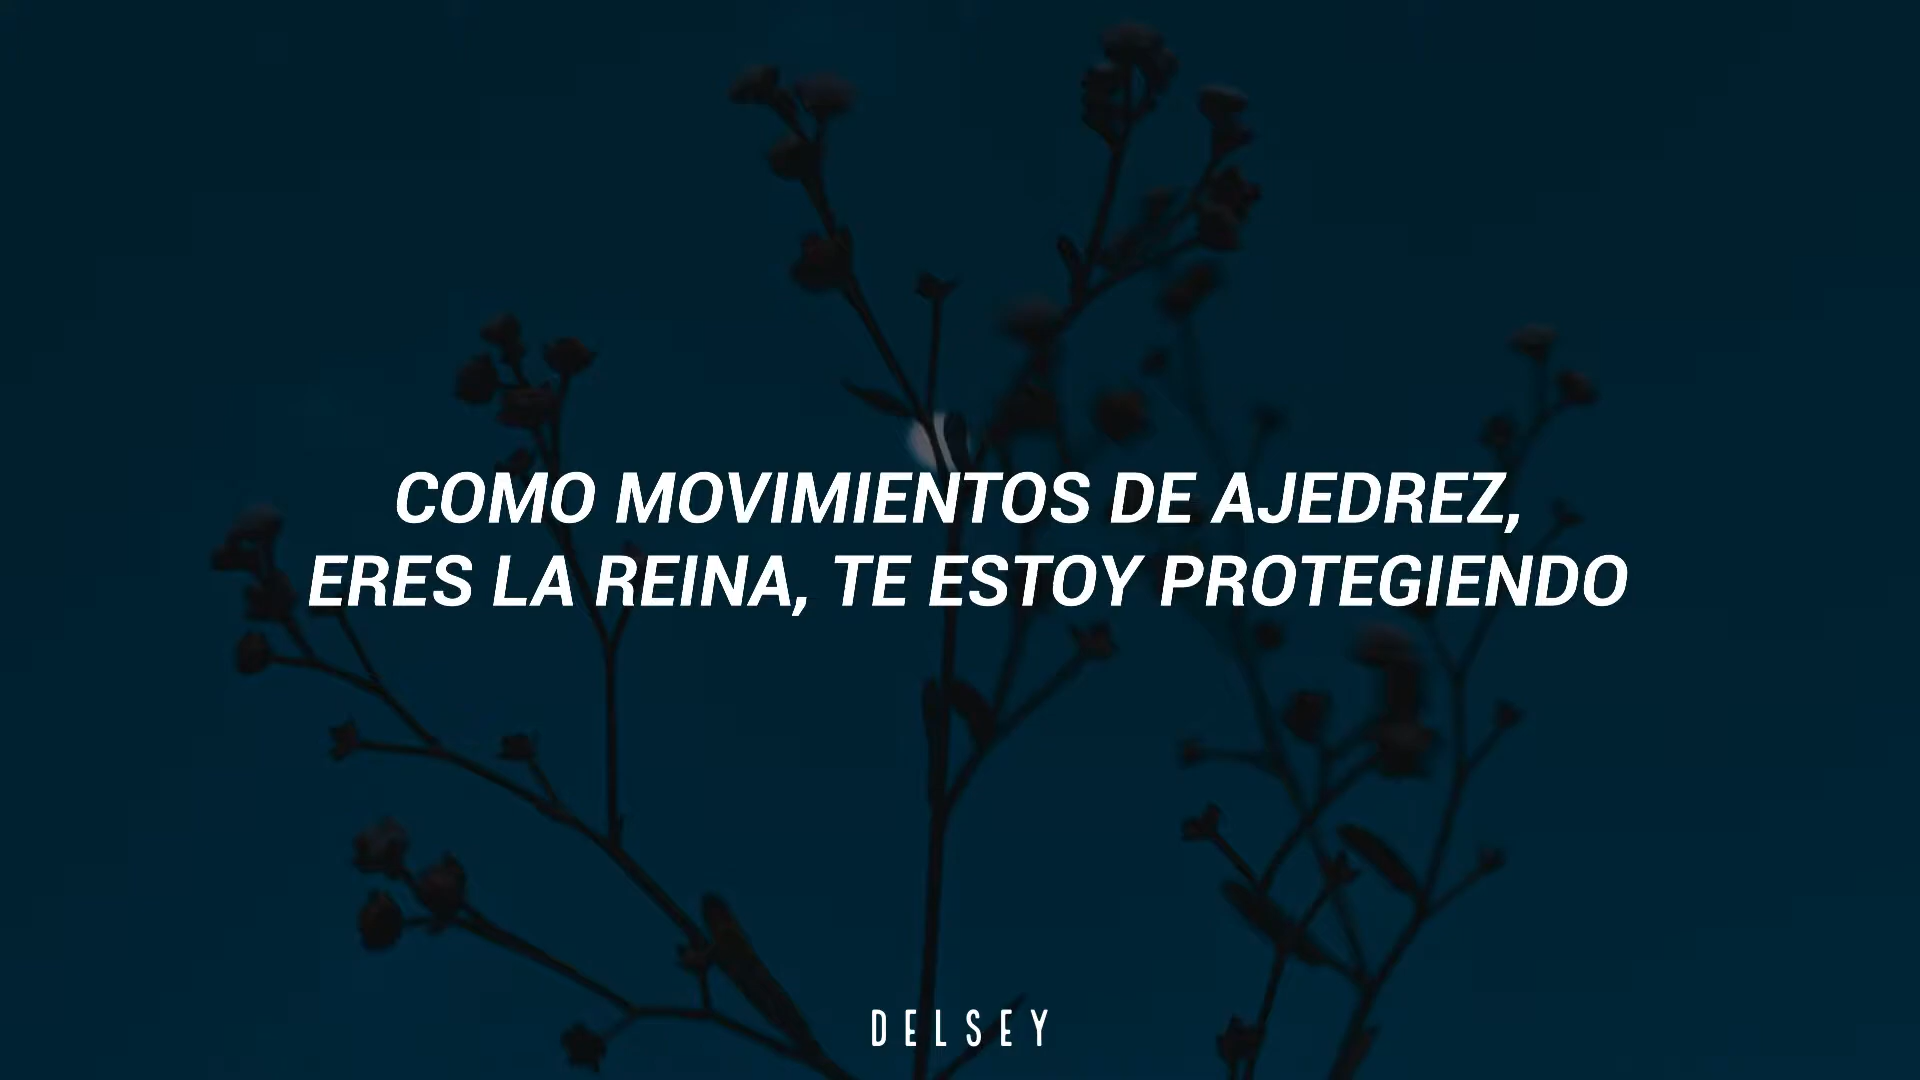 COMO MOVIMIENTOS DE AJEDREZ,
ERES LA REINA, TE ESTOY PROTEGIENDO
DELSEY